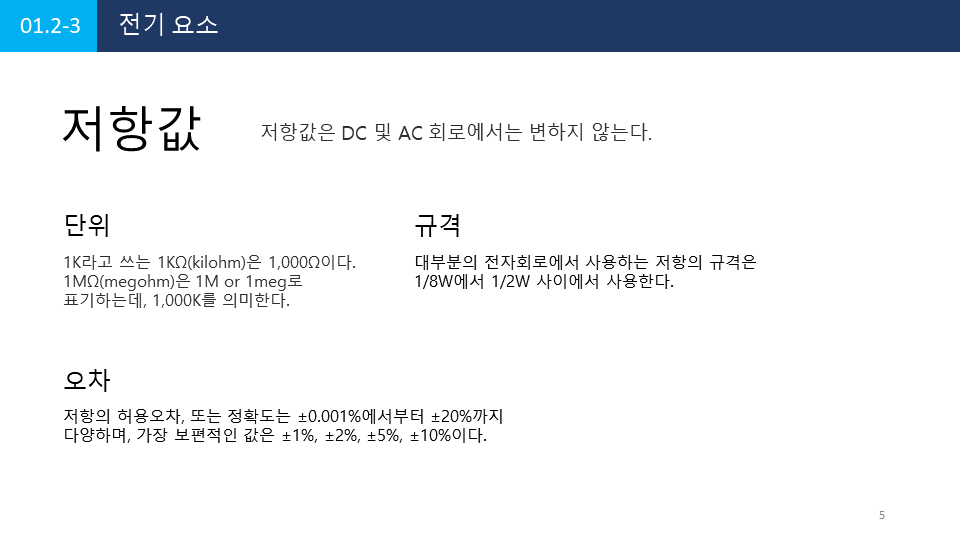 01.2-3
전기 요소
저항값
저항값은 DC 및 AC 회로에서는 변하지 않는다.
단위
1K라고 쓰는 1KΩ(kilohm)은 1,000Ω이다.
1MΩ(megohm)은 1M or 1meg로
표기하는데, 1,000K를 의미한다.
규격
대부분의 전자회로에서 사용하는 저항의 규격은
1/8W에서 1/2W 사이에서 사용한다.
오차
저항의 허용오차, 또는 정확도는 ±0.001%에서부터 ±20%까지
다양하며, 가장 보편적인 값은 ±1%, ±2%, ±5%, ±10%이다.
5